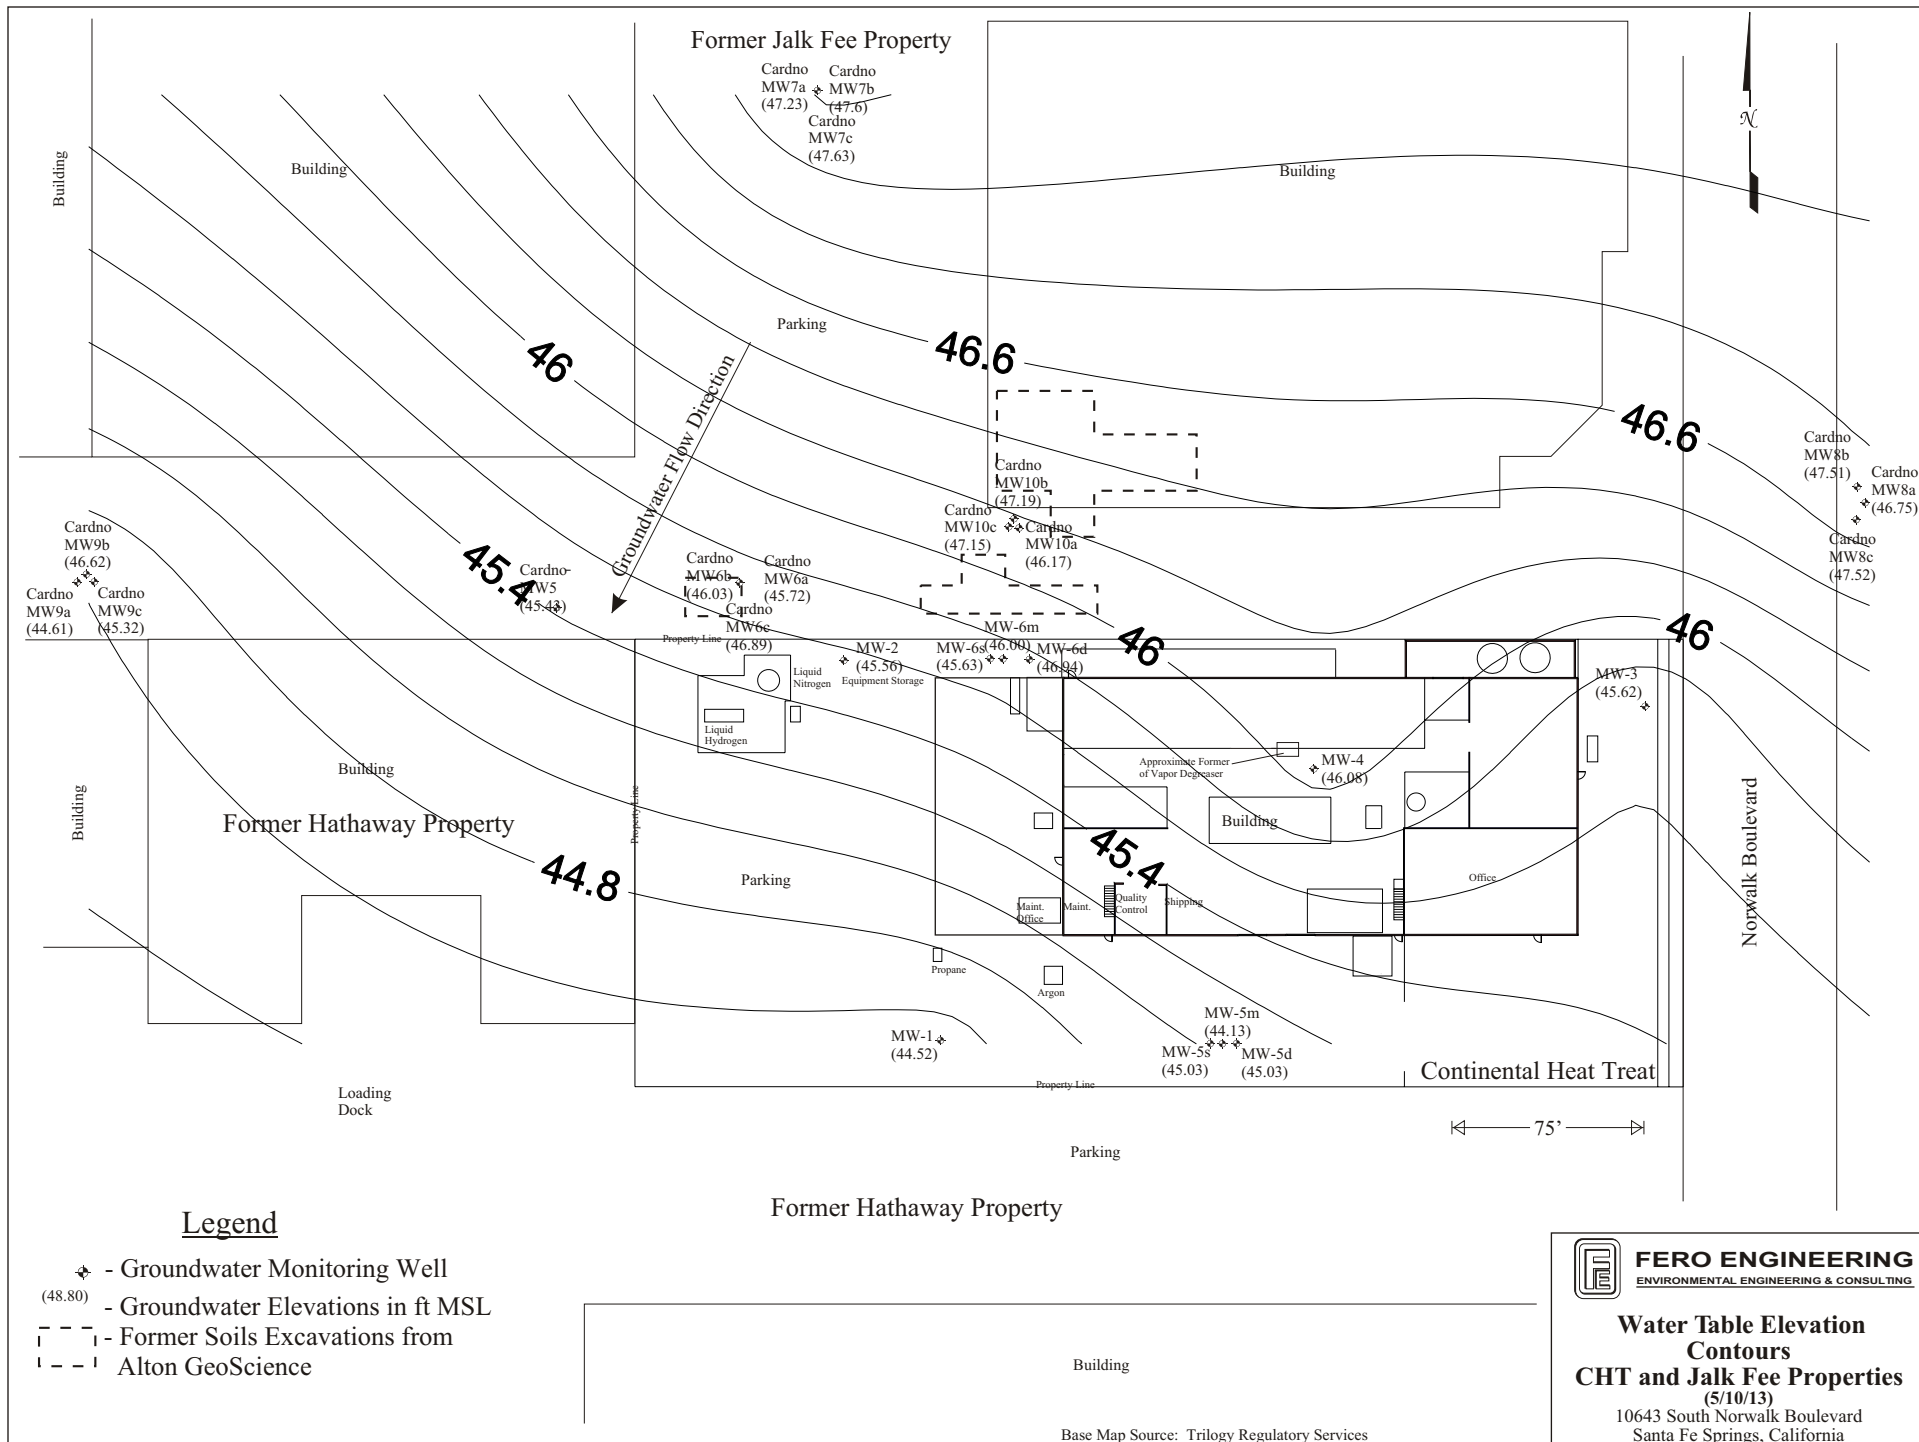 Former Jalk Fee Property
Cardno
MW7a
(47.23)
Cardno
MW7b
(47.6)
Cardno
MW7c
(47.63)
N
Building
Building
Building
Parking
46
46.6
46.6
Groundwater Flow Direction
Cardno
MW8b
(47.51)
Cardno
MW8a
(46.75)
Cardno
MW8c
(47.52)
Cardno
MW10b
(47.19)
Cardno
MW10c
(47.15)
Cardno
MW10a
(46.17)
Cardno
MW9b
(46.62)
Cardno
MW9a
(44.61)
Cardno
MW9c
(45.32)
45.4
Cardno
MW5
(45.43)
Cardno
MW6b
(46.03)
Cardno
MW6a
(45.72)
Cardno
MW6c
(46.89)
Property Line
MW-2
(45.56)
Equipment Storage
MW-6m
(46.00)
MW-6s
(45.63)
MW-6d
(46.94)
46
46
MW-3
(45.62)
Liquid
Nitrogen
Liquid
Hydrogen
Approximate Former
of Vapor Degreaser
MW-4
(46.08)
Building
Building
Former Hathaway Property
Property Line
Building
45.4
44.8
Parking
Office
Norwalk Boulevard
Maint.
Office
Maint.
Quality
Control
Shipping
Propane
Argon
MW-1
(44.52)
MW-5m
(44.13)
MW-5s
(45.03)
MW-5d
(45.03)
Continental Heat Treat
Property Line
Loading
Dock
75'
Parking
Former Hathaway Property
Legend
- Groundwater Monitoring Well
(48.80)
- Groundwater Elevations in ft MSL
- Former Soils Excavations from
Alton GeoScience
Building
Base Map Source: Trilogy Regulatory Services
FE
FERO ENGINEERING
ENVIRONMENTAL ENGINEERING & CONSULTING
Water Table Elevation
Contours
CHT and Jalk Fee Properties
(5/10/13)
10643 South Norwalk Boulevard
Santa Fe Springs, California